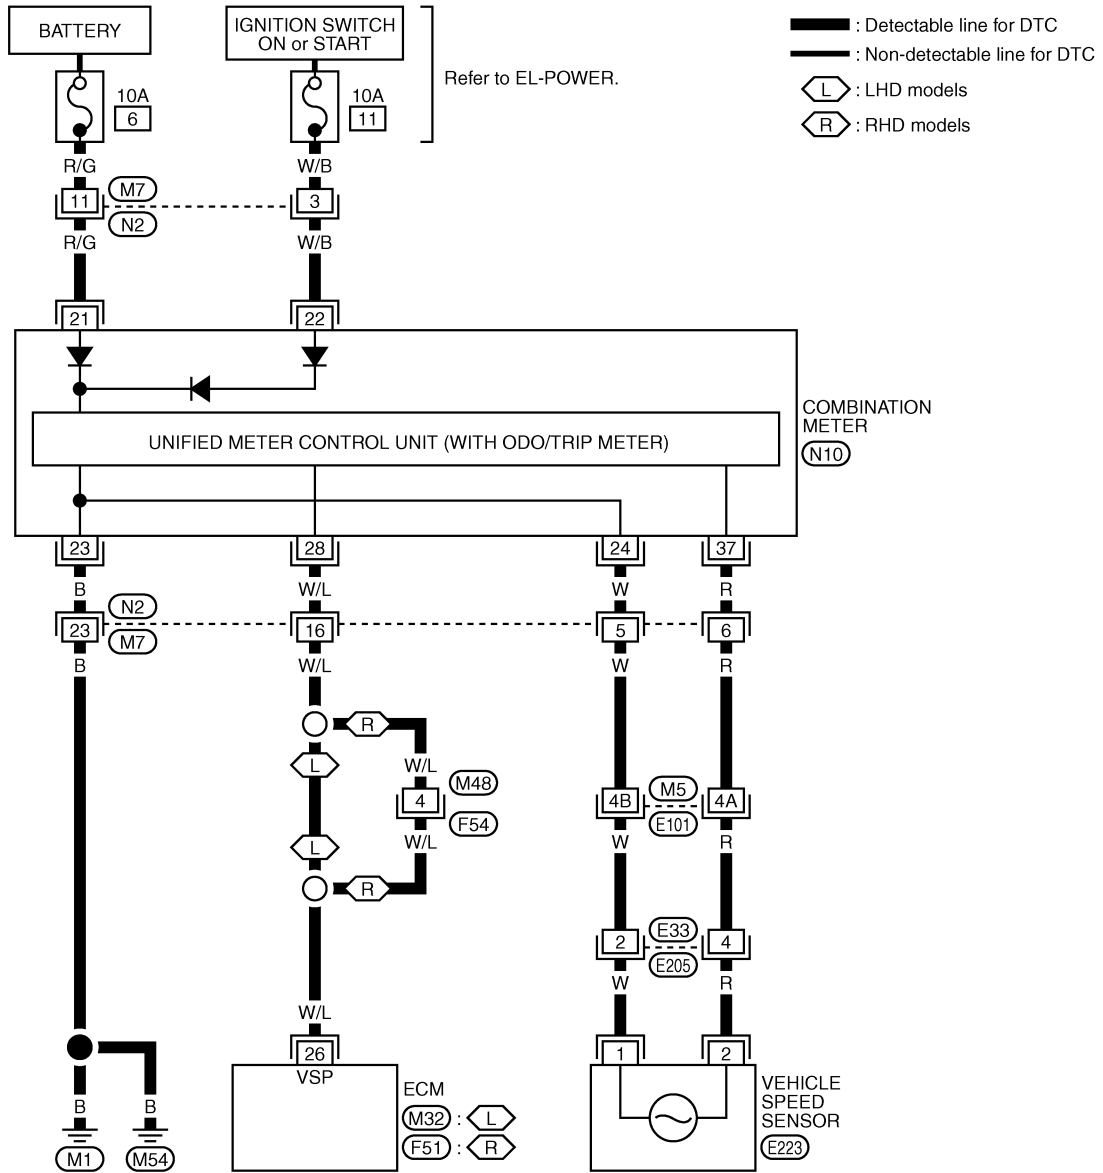 BATTERY
IGNITION SWITCH
ON or START
Refer to EL-POWER.
: Detectable line for DTC
: Non-detectable line for DTC
L : LHD models
R : RHD models
10A
6
10A
11
R/G
W/B
11
M7
3
N2
R/G
W/B
21
22
UNIFIED METER CONTROL UNIT (WITH ODO/TRIP METER)
COMBINATION
METER
N10
23
28
24
37
B
W/L
W
R
N2
23
16
5
6
M7
B
W/L
W
R
R
L
W/L
M48
4
F54
W/L
L
R
M5
4B
4A
E101
W
R
E33
2
4
E205
W
R
W/L
26
VSP
ECM
M32 : L
F51 : R
1
2
VEHICLE
SPEED
SENSOR
E223
B
B
M1
M54